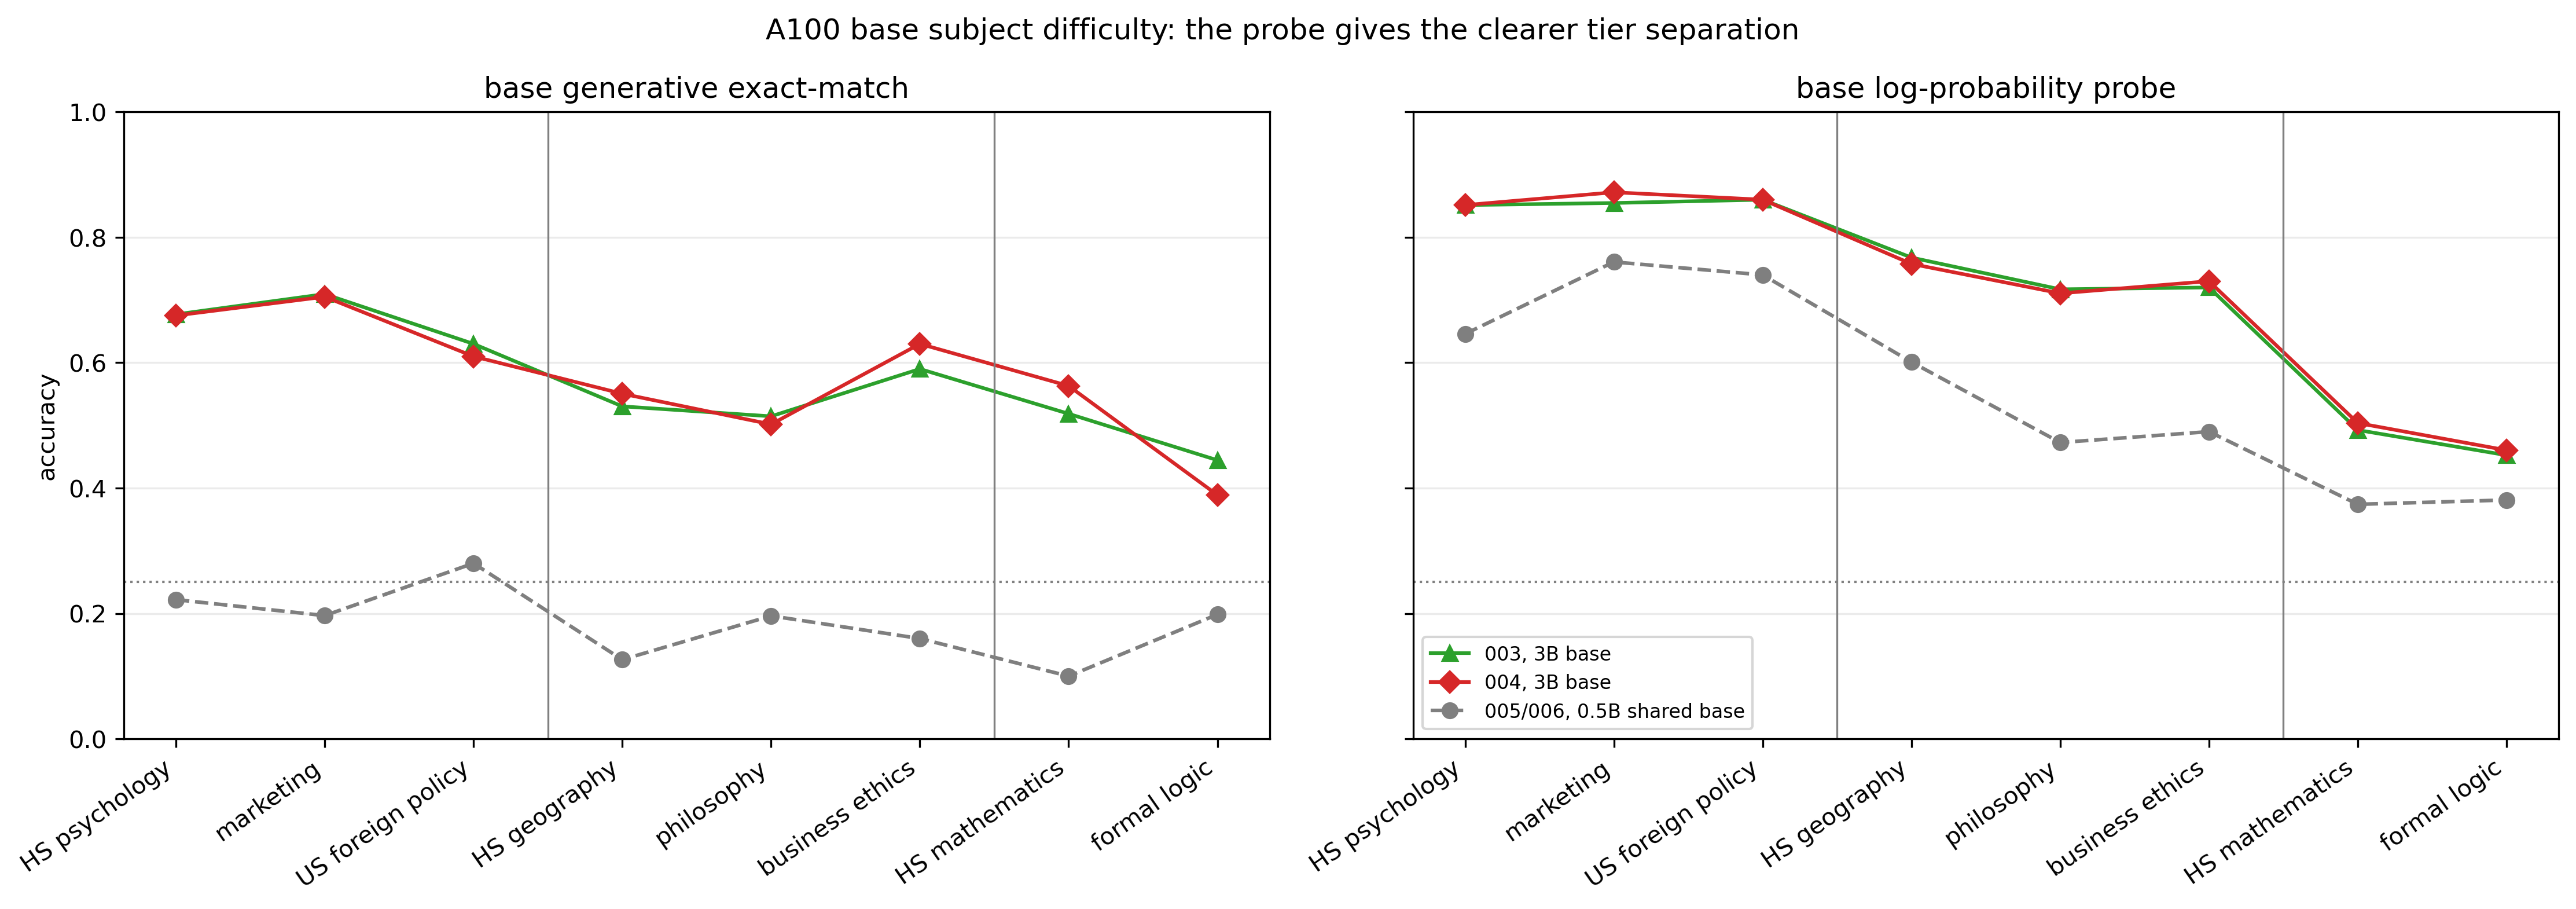 A100 base subject difficulty: the probe gives the clearer tier separation
base generative exact-match
accuracy
1.0
0.8
0.6
0.4
0.2
0.0
HS psychology
marketing
US foreign policy
HS geography
philosophy
business ethics
HS mathematics
formal logic
base log-probability probe
003, 3B base
004, 3B base
005/006, 0.5B shared base
HS psychology
marketing
US foreign policy
HS geography
philosophy
business ethics
HS mathematics
formal logic